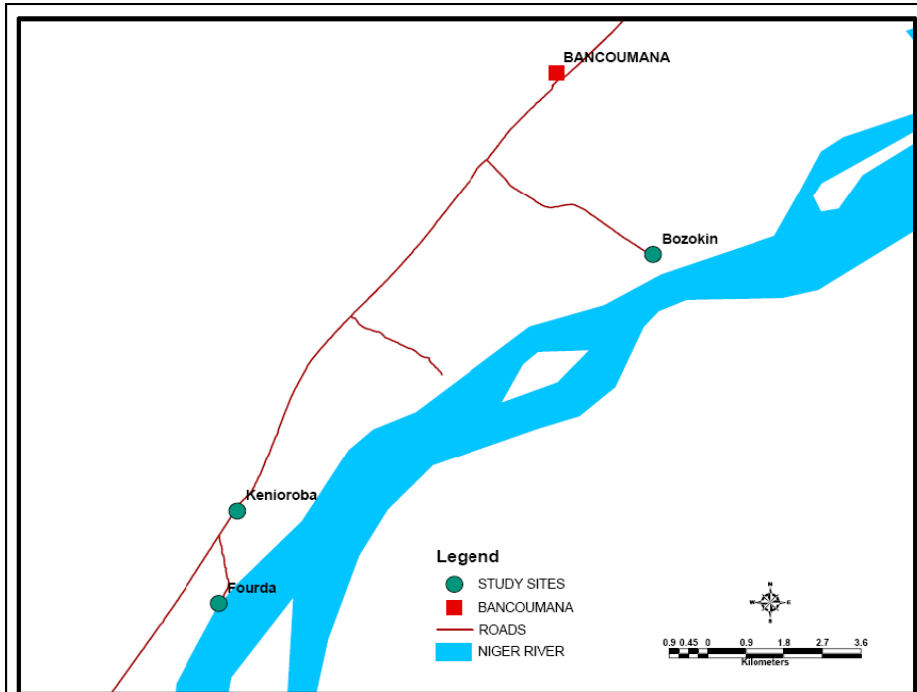 BANCOUMANA
Bozokin
Kenioroba
Fourda
Legend
STUDY SITES
BANCOUMANA
ROADS
NIGER RIVER
N
W E
S
0.9 0.45 0 0.9 1.8 2.7 3.6
Kilometers